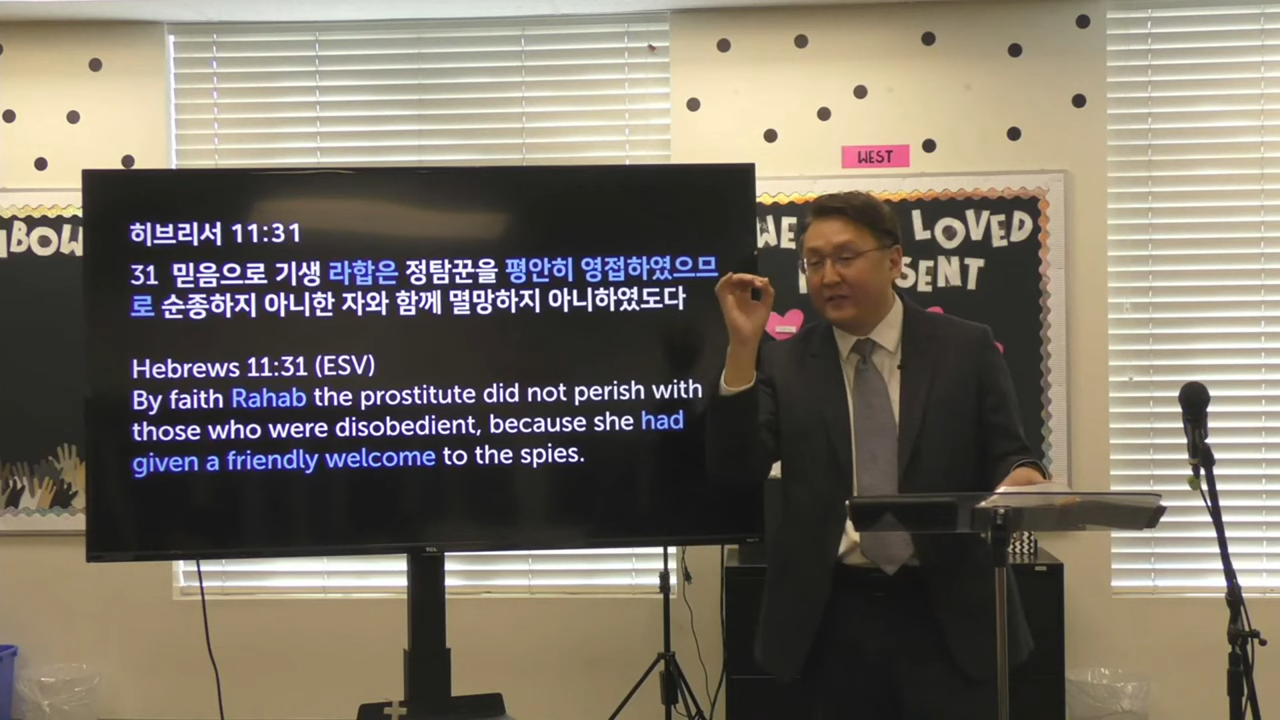 WEST
BOW
WE LOVED
SENT
히브리서 11:31
31 믿음으로 기생 라합은 정탐꾼을 평안히 영접하였으므
로 순종하지 아니한 자와 함께 멸망하지 아니하였도다
Hebrews 11:31 (ESV)
By faith Rahab the prostitute did not perish with
those who were disobedient, because she had
given a friendly welcome to the spies.
TCL